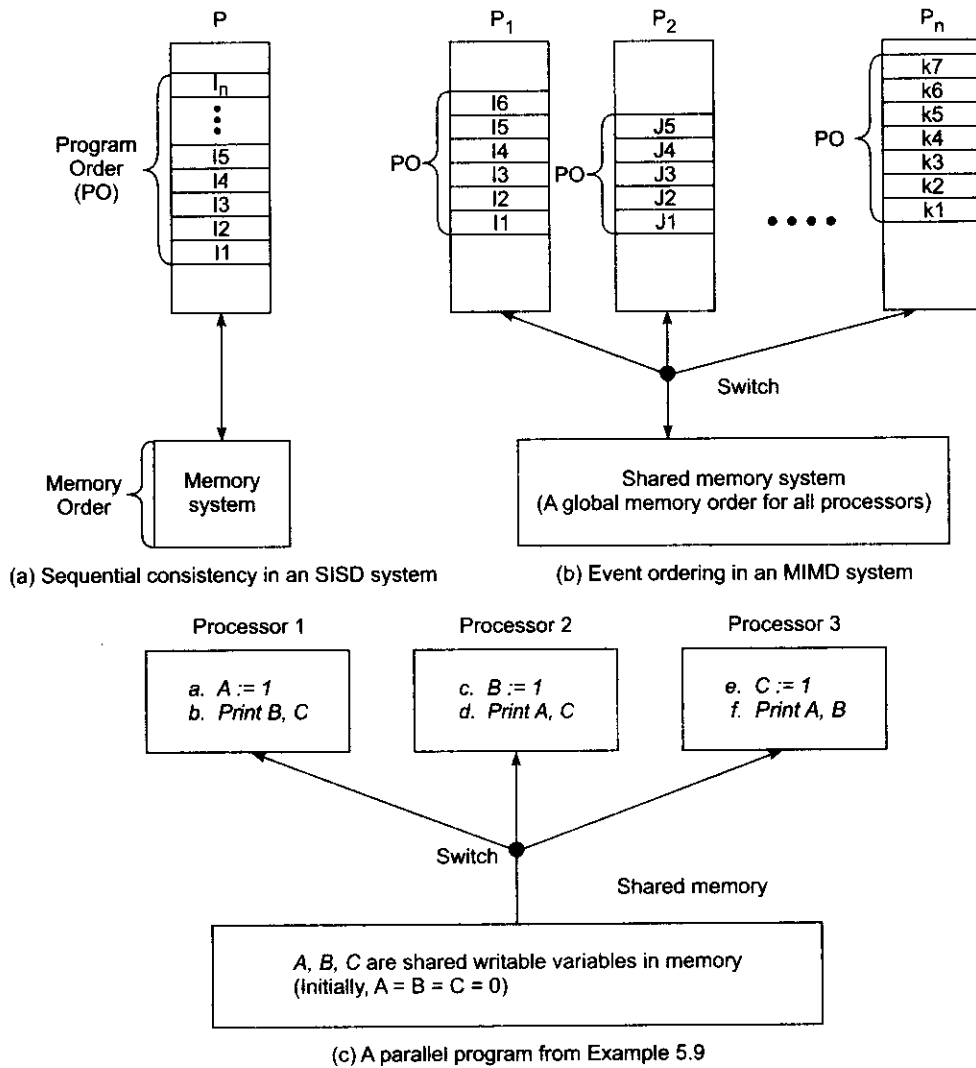 P
I_n
I5
I4
I3
I2
I1
Program
Order
(PO)
Memory
Order
Memory
system
(a) Sequential consistency in an SISD system
P_1
P_2
P_n
I6
I5
I4
I3
I2
I1
PO
J5
J4
J3
J2
J1
PO
k7
k6
k5
k4
k3
k2
k1
PO
Switch
Shared memory system
(A global memory order for all processors)
(b) Event ordering in an MIMD system
Processor 1
a. A := 1
b. Print B, C
Processor 2
c. B := 1
d. Print A, C
Processor 3
e. C := 1
f. Print A, B
Switch
Shared memory
A, B, C are shared writable variables in memory
(Initially, A = B = C = 0)
(c) A parallel program from Example 5.9